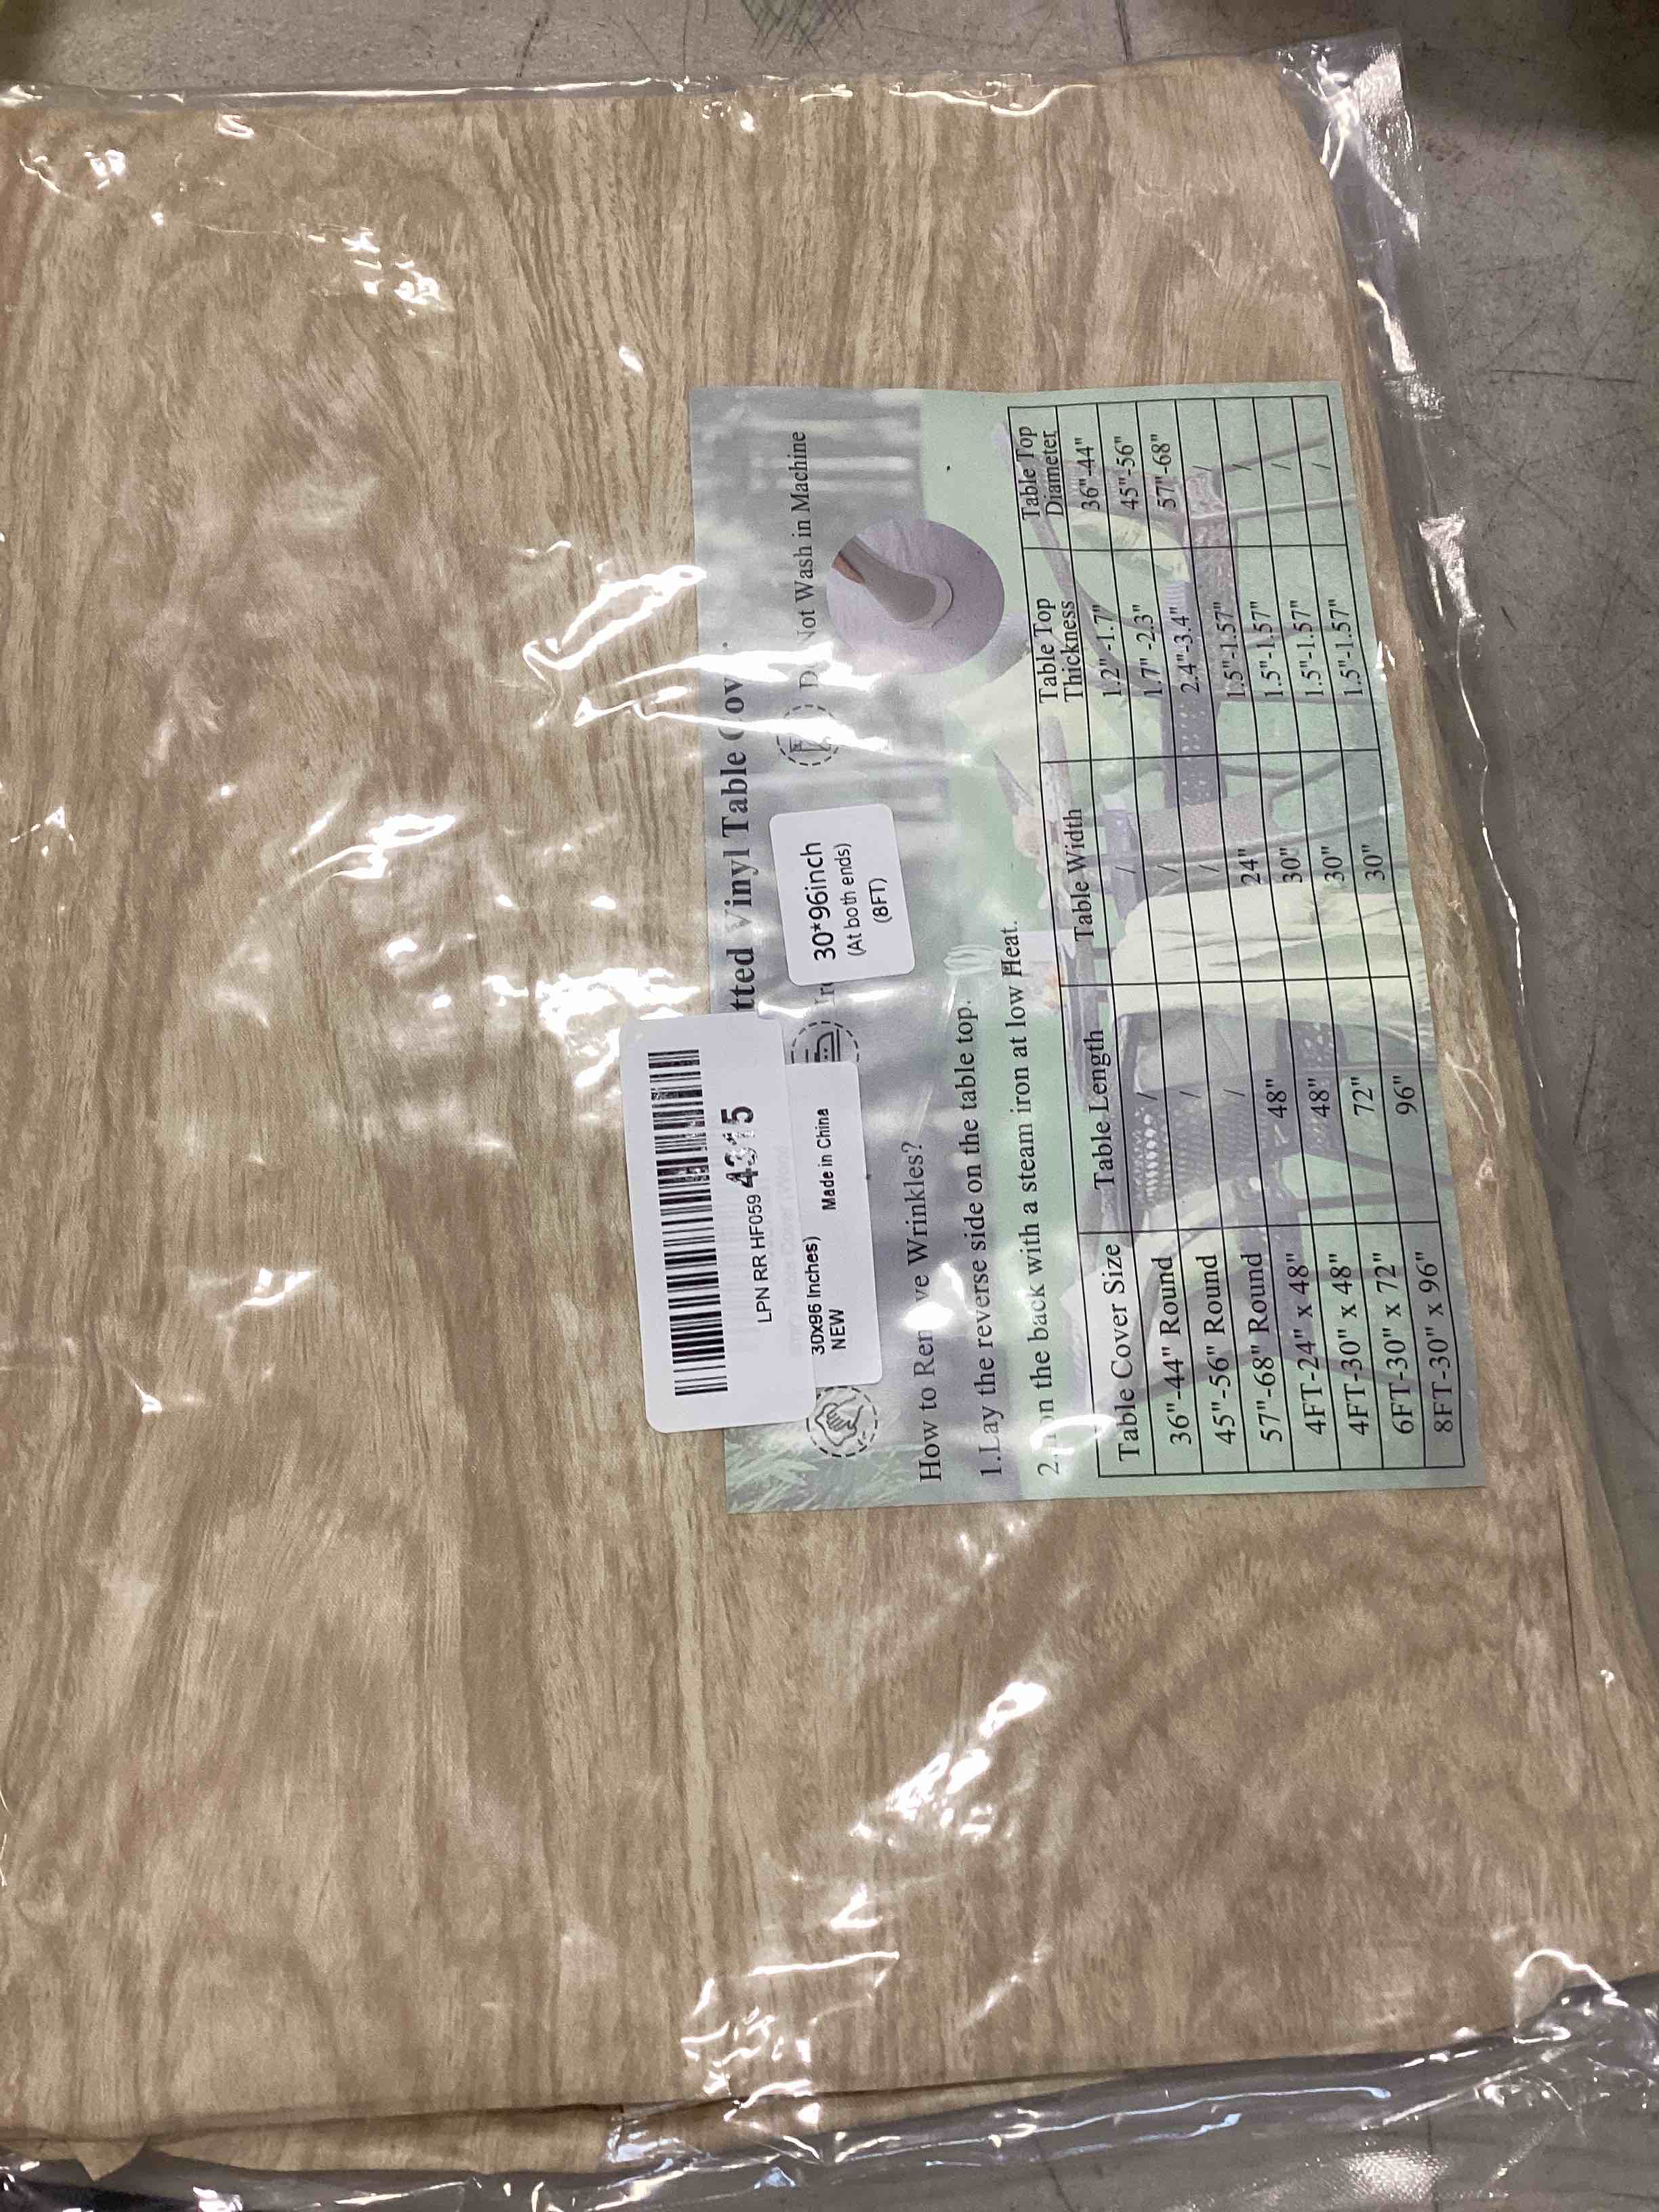 tted Vinyl Table Cov
LPN RR HF059 4315
30x96 Inches)
NEW
Made in China
30*96inch
(At both ends)
(8FT)
Do Not Wash in Machine
How to Remove Wrinkles?
1.Lay the reverse side on the table top.
2. on the back with a steam iron at low Heat.
Table Cover Size Table Length Table Width Table Top Thickness Table Top Diameter
36"-44" Round / / 1.2"-1.7" 36"-44"
45"-56" Round / / 1.7"-2.3" 45"-56"
57"-68" Round / / 2.4"-3.4" 57"-68"
4FT-24" x 48" 48" 24" 1.5"-1.57" /
4FT-30" x 48" 48" 30" 1.5"-1.57" /
6FT-30" x 72" 72" 30" 1.5"-1.57" /
8FT-30" x 96" 96" 30" 1.5"-1.57" /